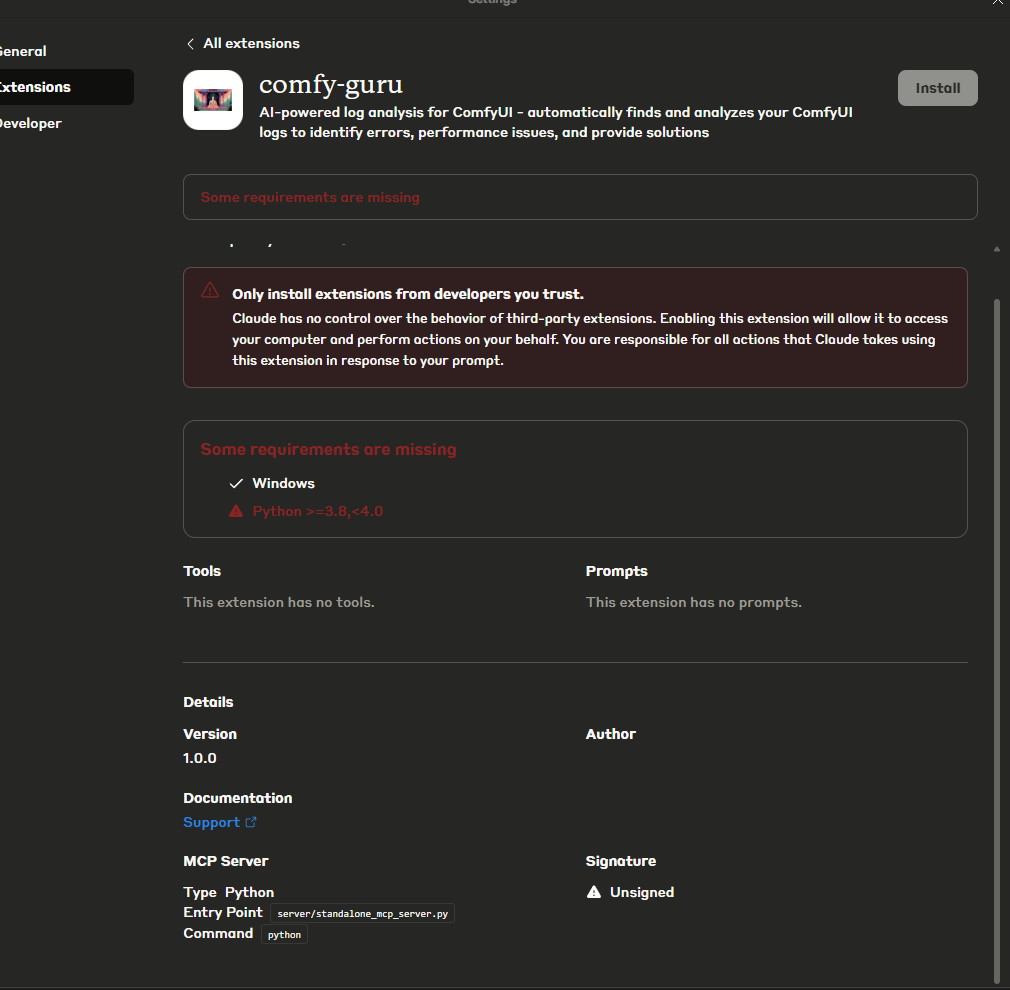 Settings
General
Extensions
Developer
All extensions
comfy-guru
Install
AI-powered log analysis for ComfyUI - automatically finds and analyzes your ComfyUI
logs to identify errors, performance issues, and provide solutions
Some requirements are missing
Only install extensions from developers you trust.
Claude has no control over the behavior of third-party extensions. Enabling this extension will allow it to access
your computer and perform actions on your behalf. You are responsible for all actions that Claude takes using
this extension in response to your prompt.
Some requirements are missing
Windows
Python >=3.8,<4.0
Tools
This extension has no tools.
Prompts
This extension has no prompts.
Details
Version
1.0.0
Author
Documentation
Support
MCP Server
Type Python
Entry Point server/standalone_mcp_server.py
Command python
Signature
Unsigned